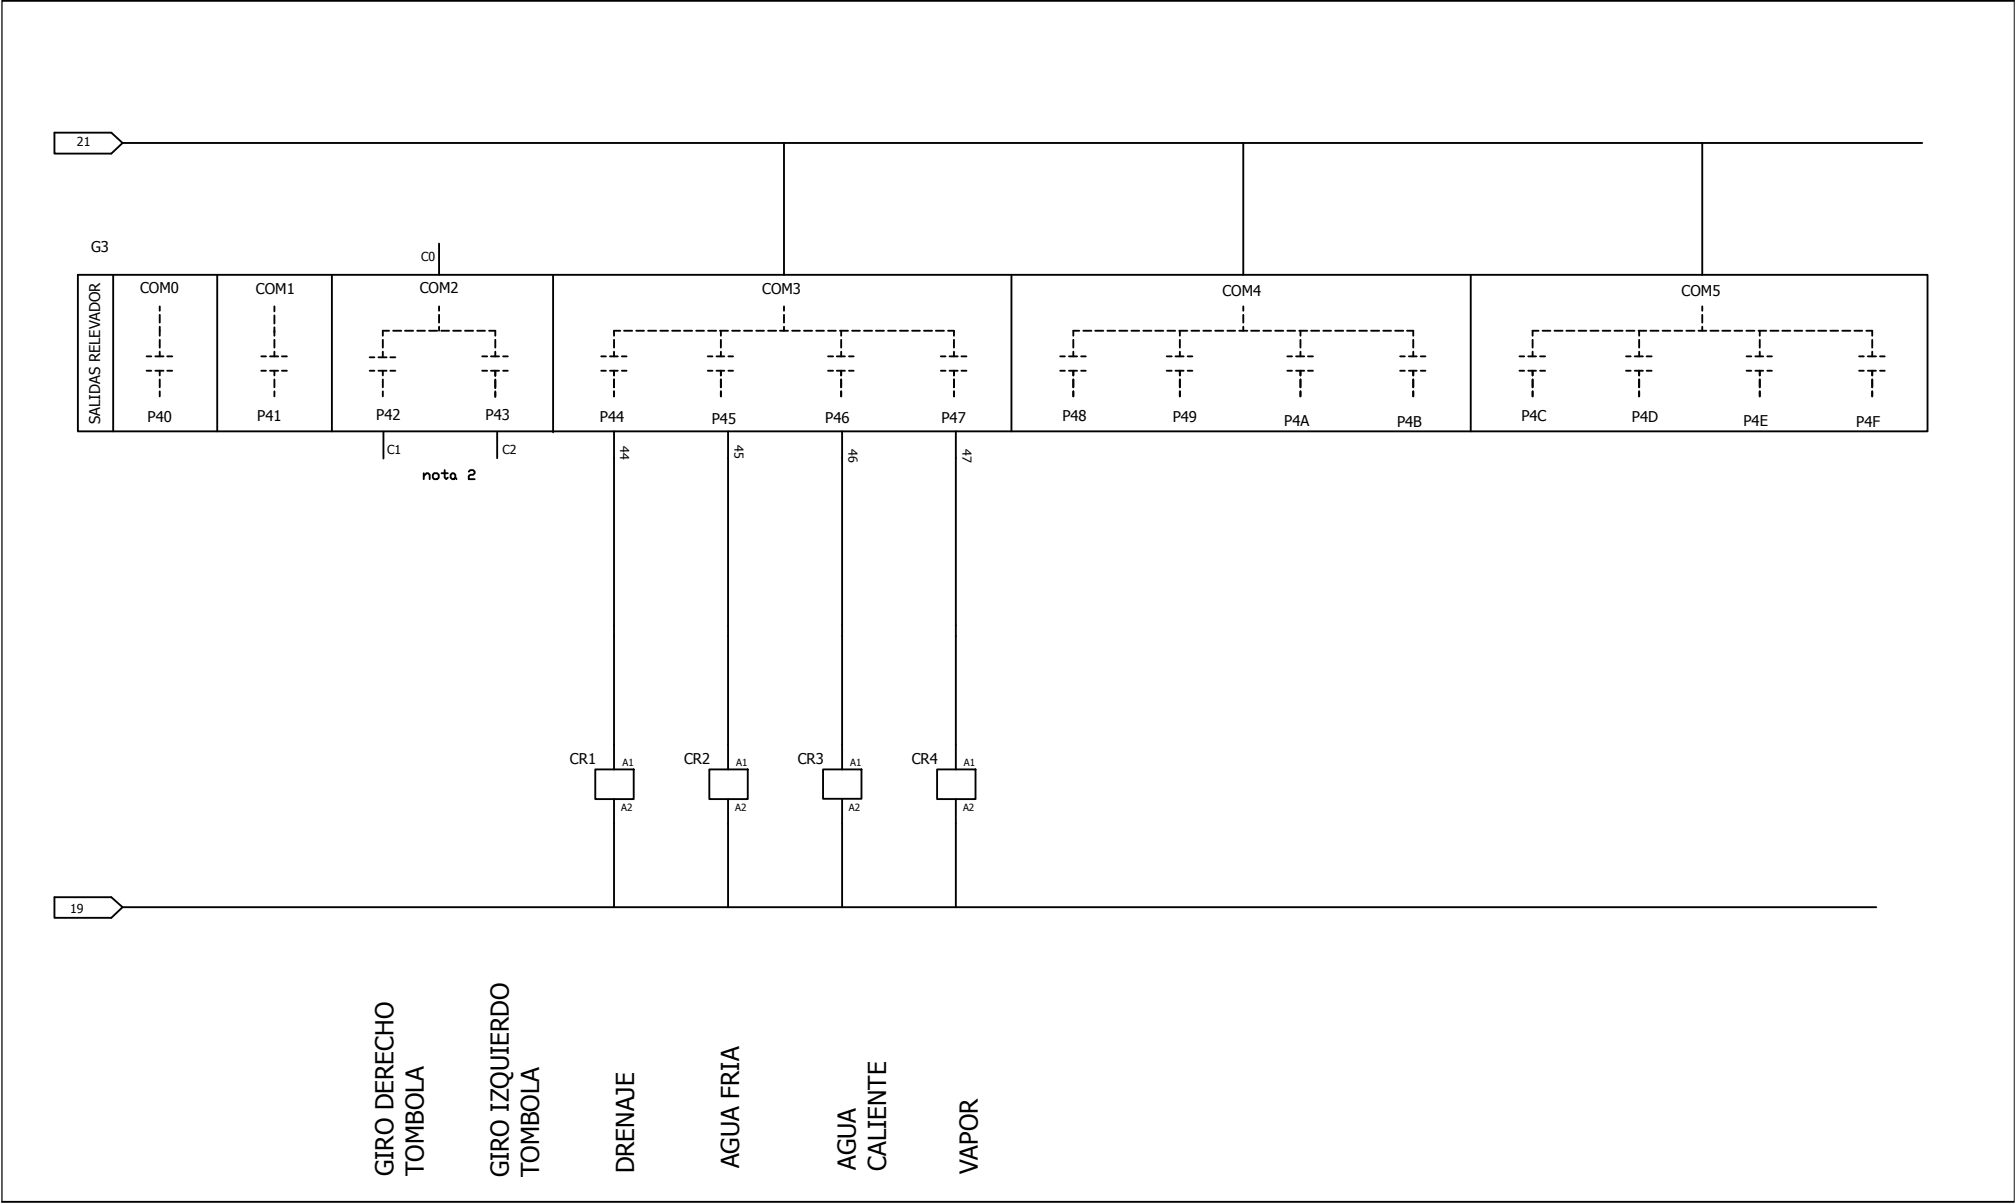 21
G3
C0
SALIDAS RELEVADOR
COM0
COM1
COM2
COM3
COM4
COM5
P40
P41
P42
P43
P44
P45
P46
P47
P48
P49
P4A
P4B
P4C
P4D
P4E
P4F
C1
C2
44
45
46
47
nota 2
CR1
A1
A2
CR2
A1
A2
CR3
A1
A2
CR4
A1
A2
19
GIRO DERECHO
TOMBOLA
GIRO IZQUIERDO
TOMBOLA
DRENAJE
AGUA FRIA
AGUA
CALIENTE
VAPOR